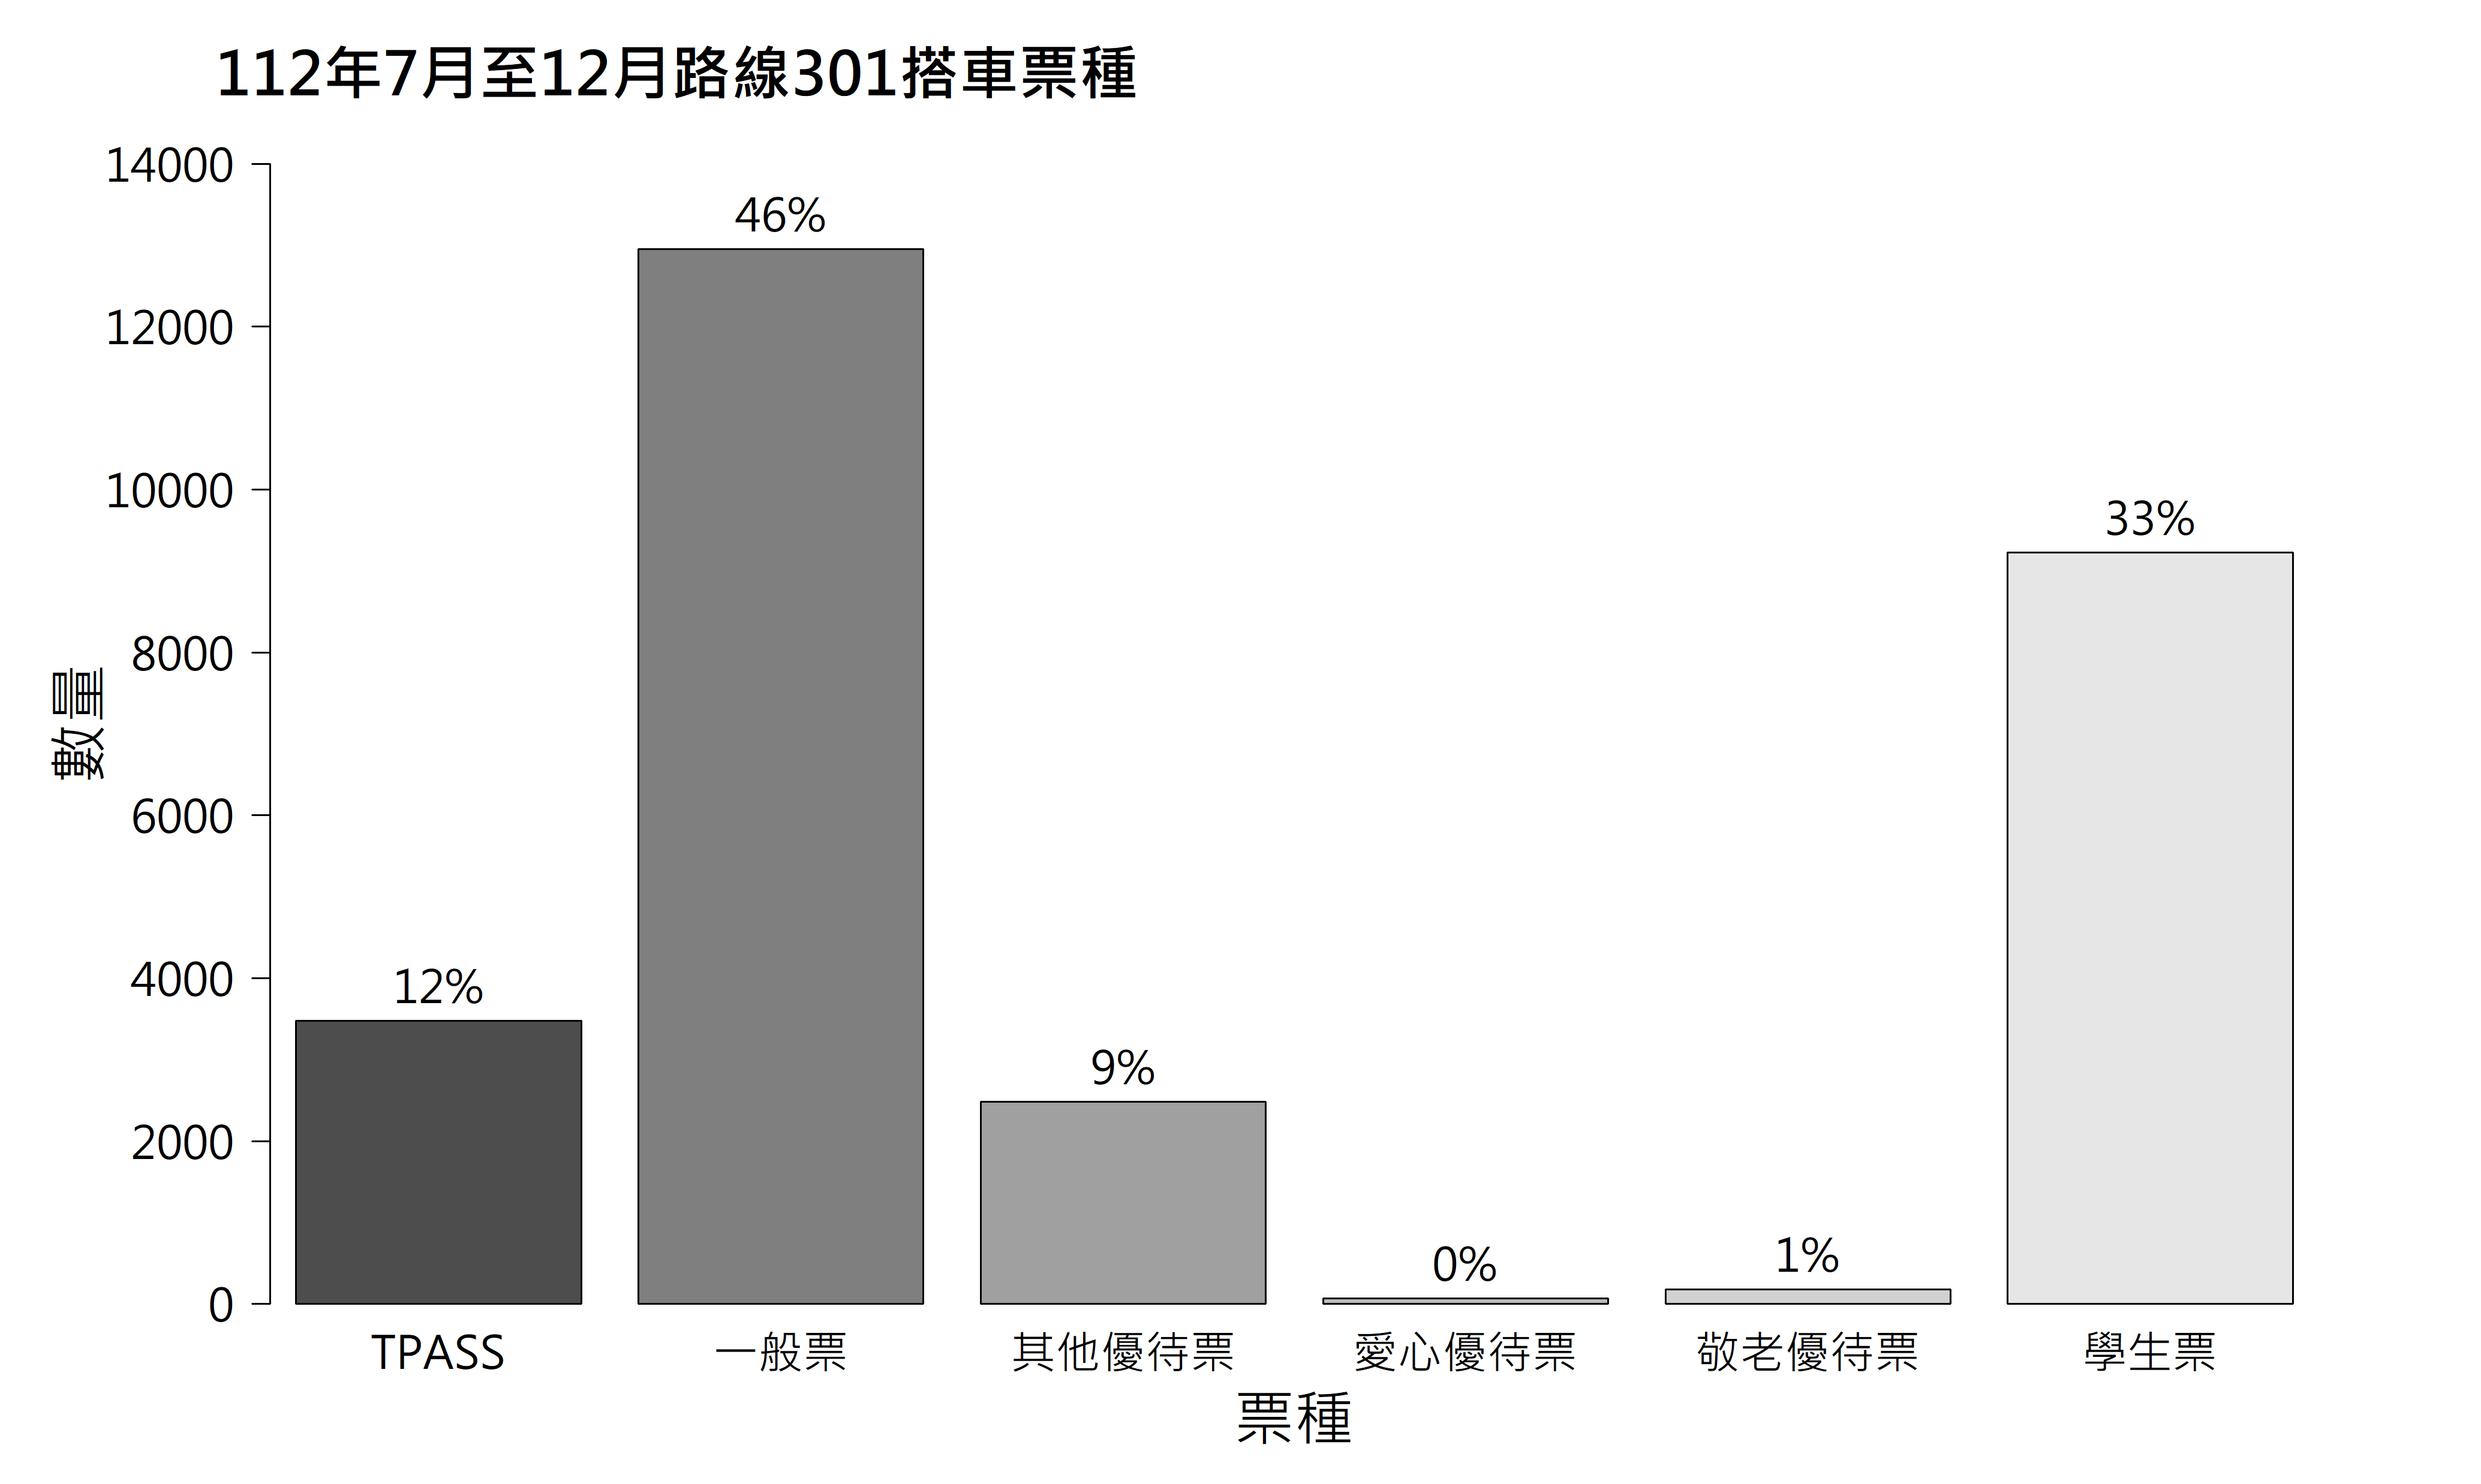 112年7月至12月路線301搭車票種
14000
12000
10000
8000
6000
4000
2000
0
數量
12%
46%
9%
0%
1%
33%
TPASS
一般票
其他優待票
愛心優待票
敬老優待票
學生票
票種